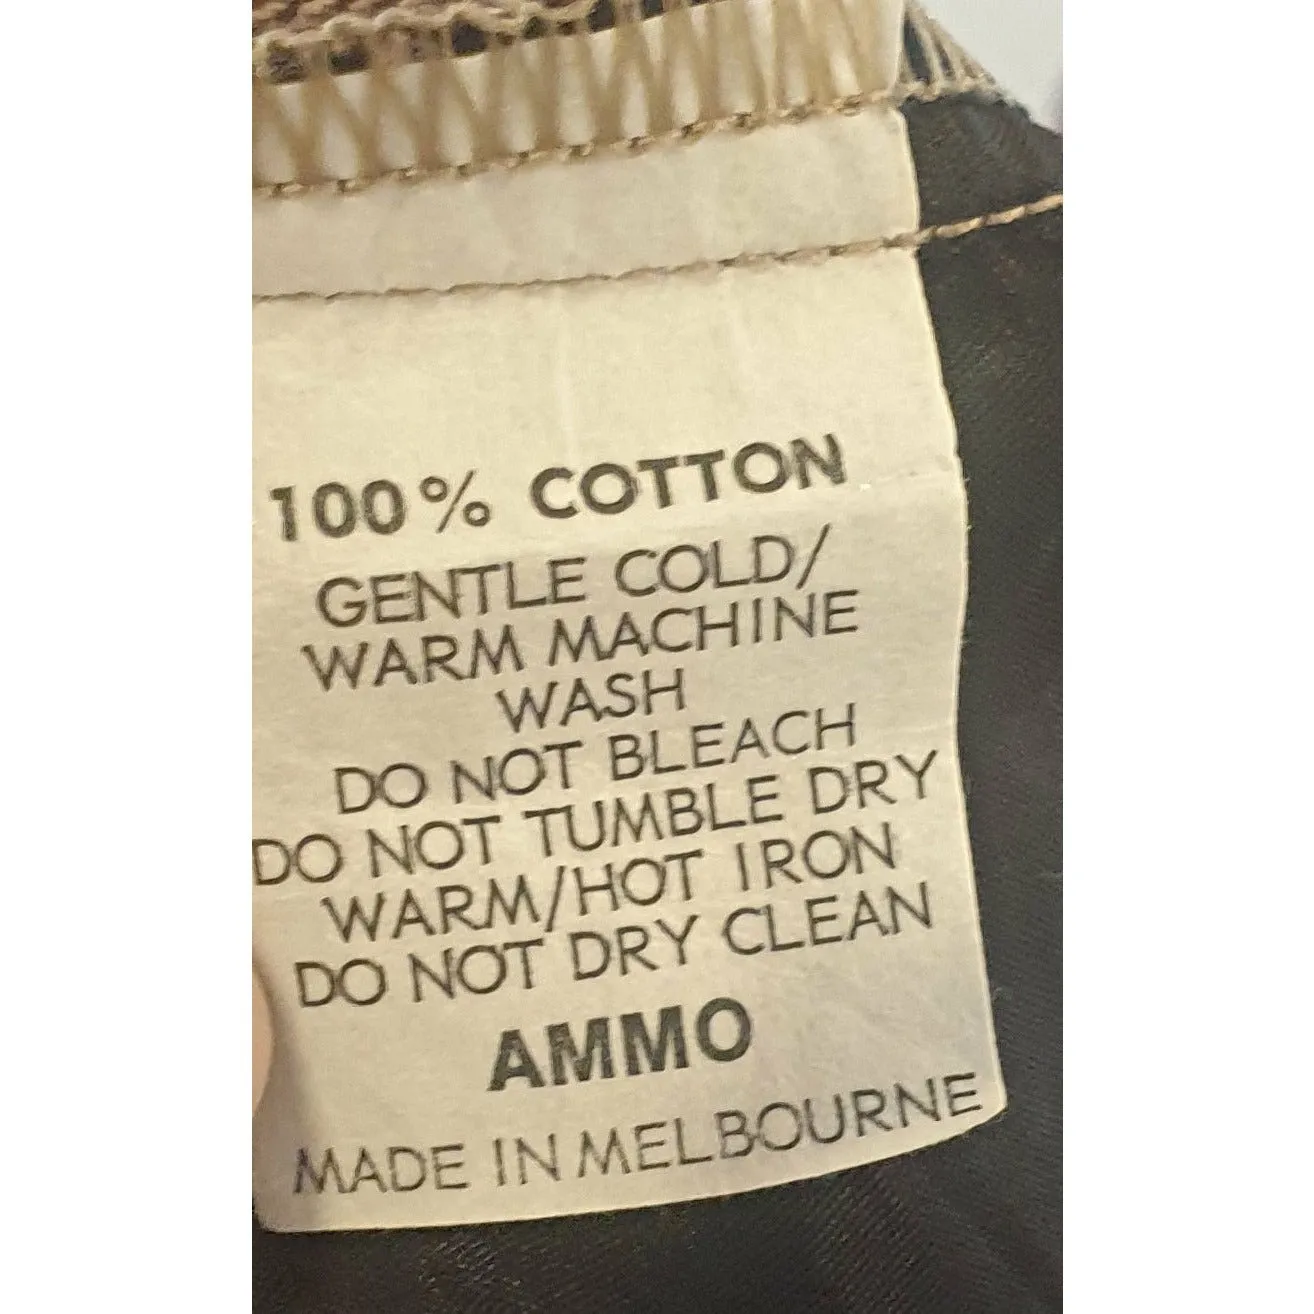 100% COTTON
GENTLE COLD/
WARM MACHINE
WASH
DO NOT BLEACH
DO NOT TUMBLE DRY
WARM/HOT IRON
DO NOT DRY CLEAN
AMMO
MADE IN MELBOURNE